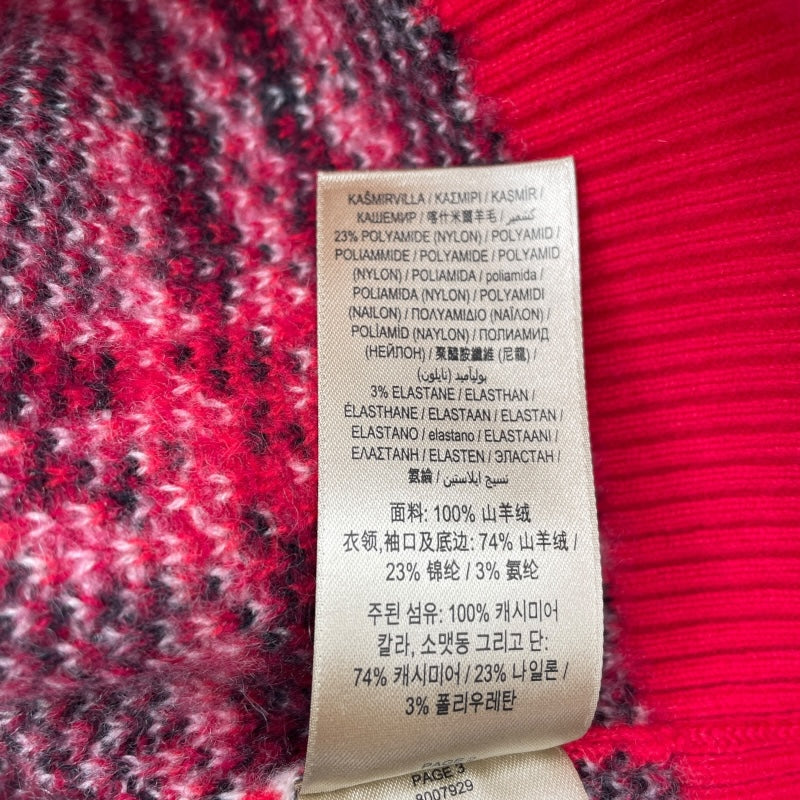 KAŠMIRVILLA / ΚΑΣΜΙΡΙ / KAŞMİR /
КАШЕМИР / 喀什米爾羊毛 / كشمير /
23% POLYAMIDE (NYLON) / POLYAMID /
POLIAMMIDE / POLYAMIDE / POLYAMID
(NYLON) / POLIAMIDA / poliamida /
POLIAMIDA (NYLON) / POLYAMIDI
(NAILON) / ΠΟΛΥΑΜΙΔΙΟ (ΝΑΪΛΟΝ) /
POLİAMİD (NAYLON) / ПОЛИАМИД
(НЕЙЛОН) / 聚醯胺纖維 (尼龍) /
بوليأميد (نايلون)
3% ELASTANE / ELASTHAN /
ÉLASTHANE / ELASTAAN / ELASTAN /
ELASTANO / elastano / ELASTAANI /
ΕΛΑΣΤΑΝΗ / ELASTEN / ЭЛАСТАН /
氨綸 / نسيج ايلاستين
面料: 100% 山羊绒
衣领,袖口及底边: 74% 山羊绒 /
23% 锦纶 / 3% 氨纶
주된 섬유: 100% 캐시미어
칼라, 소맷동 그리고 단:
74% 캐시미어 / 23% 나일론 /
3% 폴리우레탄
PAGE 3
8007929